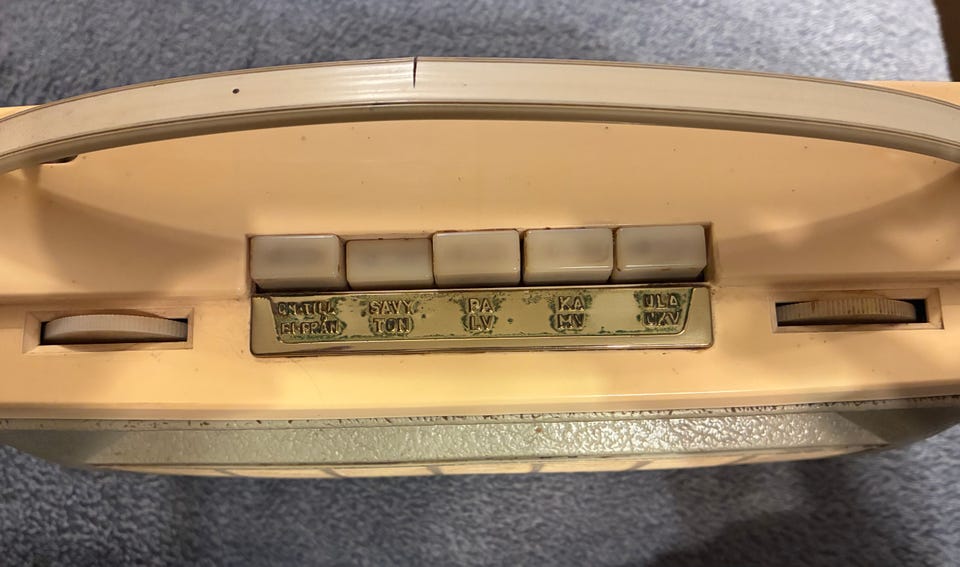 ON-TILL SÄVY PA KA ULA
EI-FRÅN TON LV MV UKV